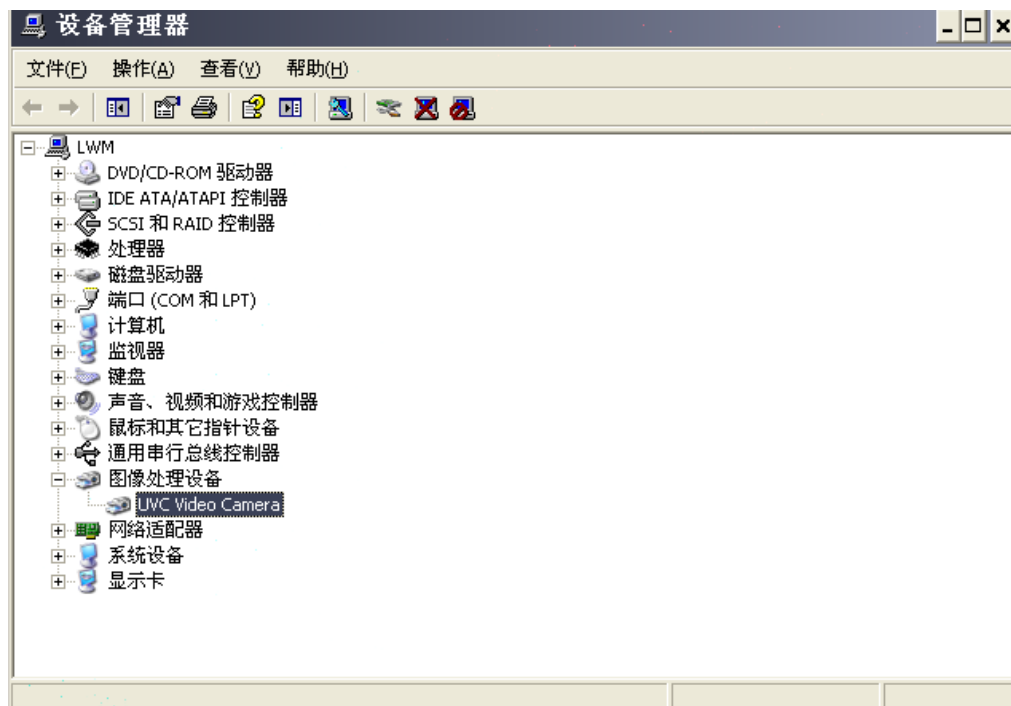 设备管理器
文件(F) 操作(A) 查看(V) 帮助(H)
LWM
DVD/CD-ROM 驱动器
IDE ATA/ATAPI 控制器
SCSI 和 RAID 控制器
处理器
磁盘驱动器
端口 (COM 和 LPT)
计算机
监视器
键盘
声音、视频和游戏控制器
鼠标和其它指针设备
通用串行总线控制器
图像处理设备
UVC Video Camera
网络适配器
系统设备
显示卡